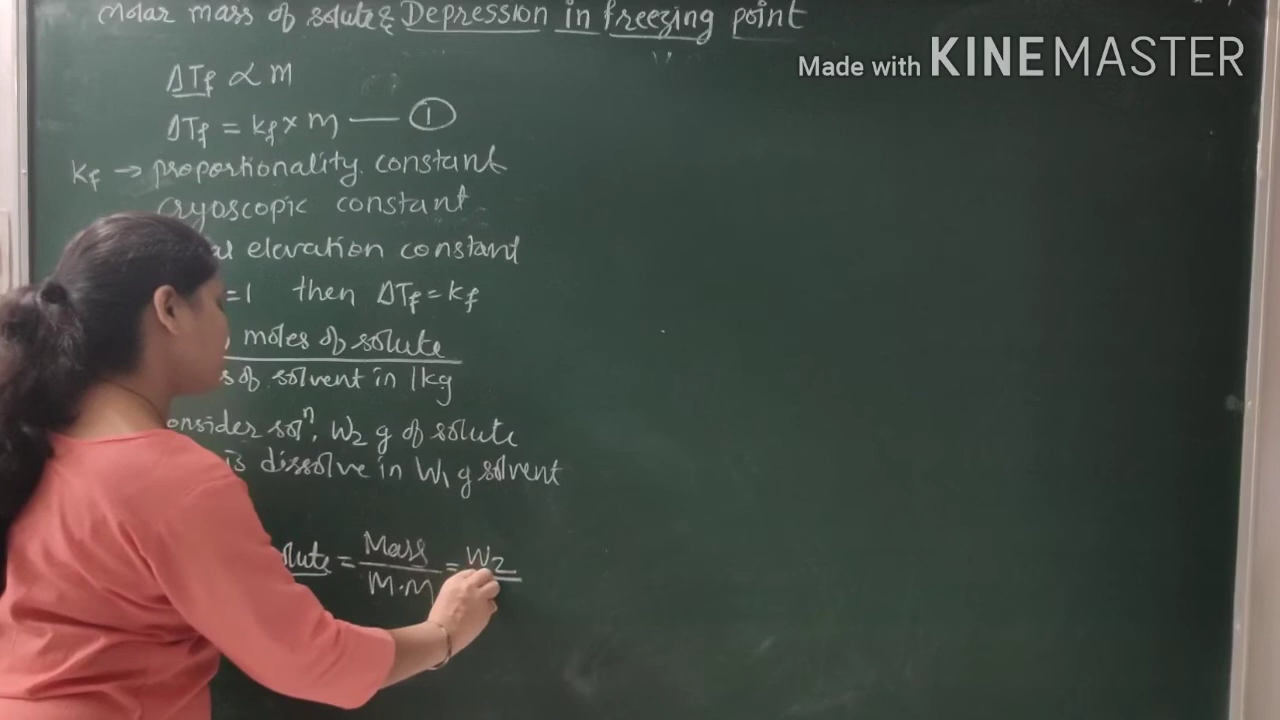 Molar mass of solute & Depression in freezing point
Made with KINEMASTER
ΔTf ∝ m
ΔTf = kf × m — ①
Kf → proportionality constant
cryoscopic constant
elevation constant
=1 then ΔTf = Kf
moles of solute
of solvent in 1kg
onsider solⁿ, W2 g of solute
is dissolve in W1 g solvent
olute = Mass / M.M = W2